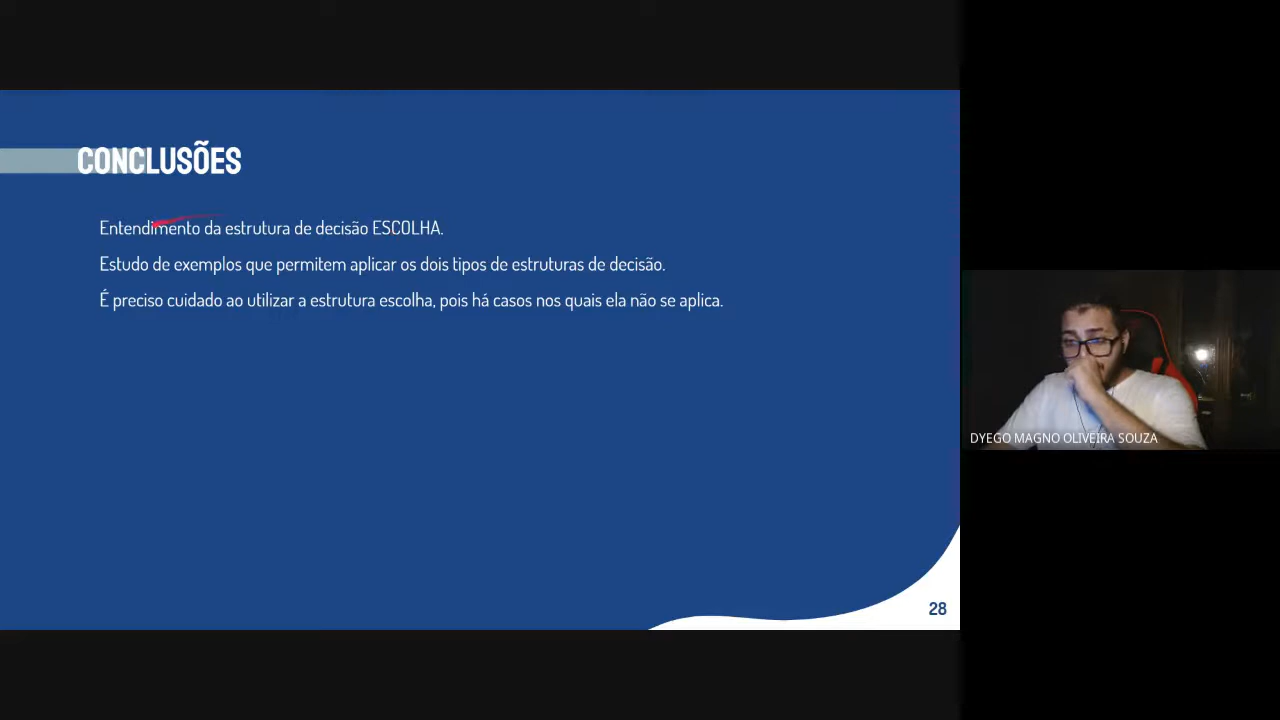 CONCLUSÕES
Entendimento da estrutura de decisão ESCOLHA.
Estudo de exemplos que permitem aplicar os dois tipos de estruturas de decisão.
É preciso cuidado ao utilizar a estrutura escolha, pois há casos nos quais ela não se aplica.
28
DYEGO MAGNO OLIVEIRA SOUZA